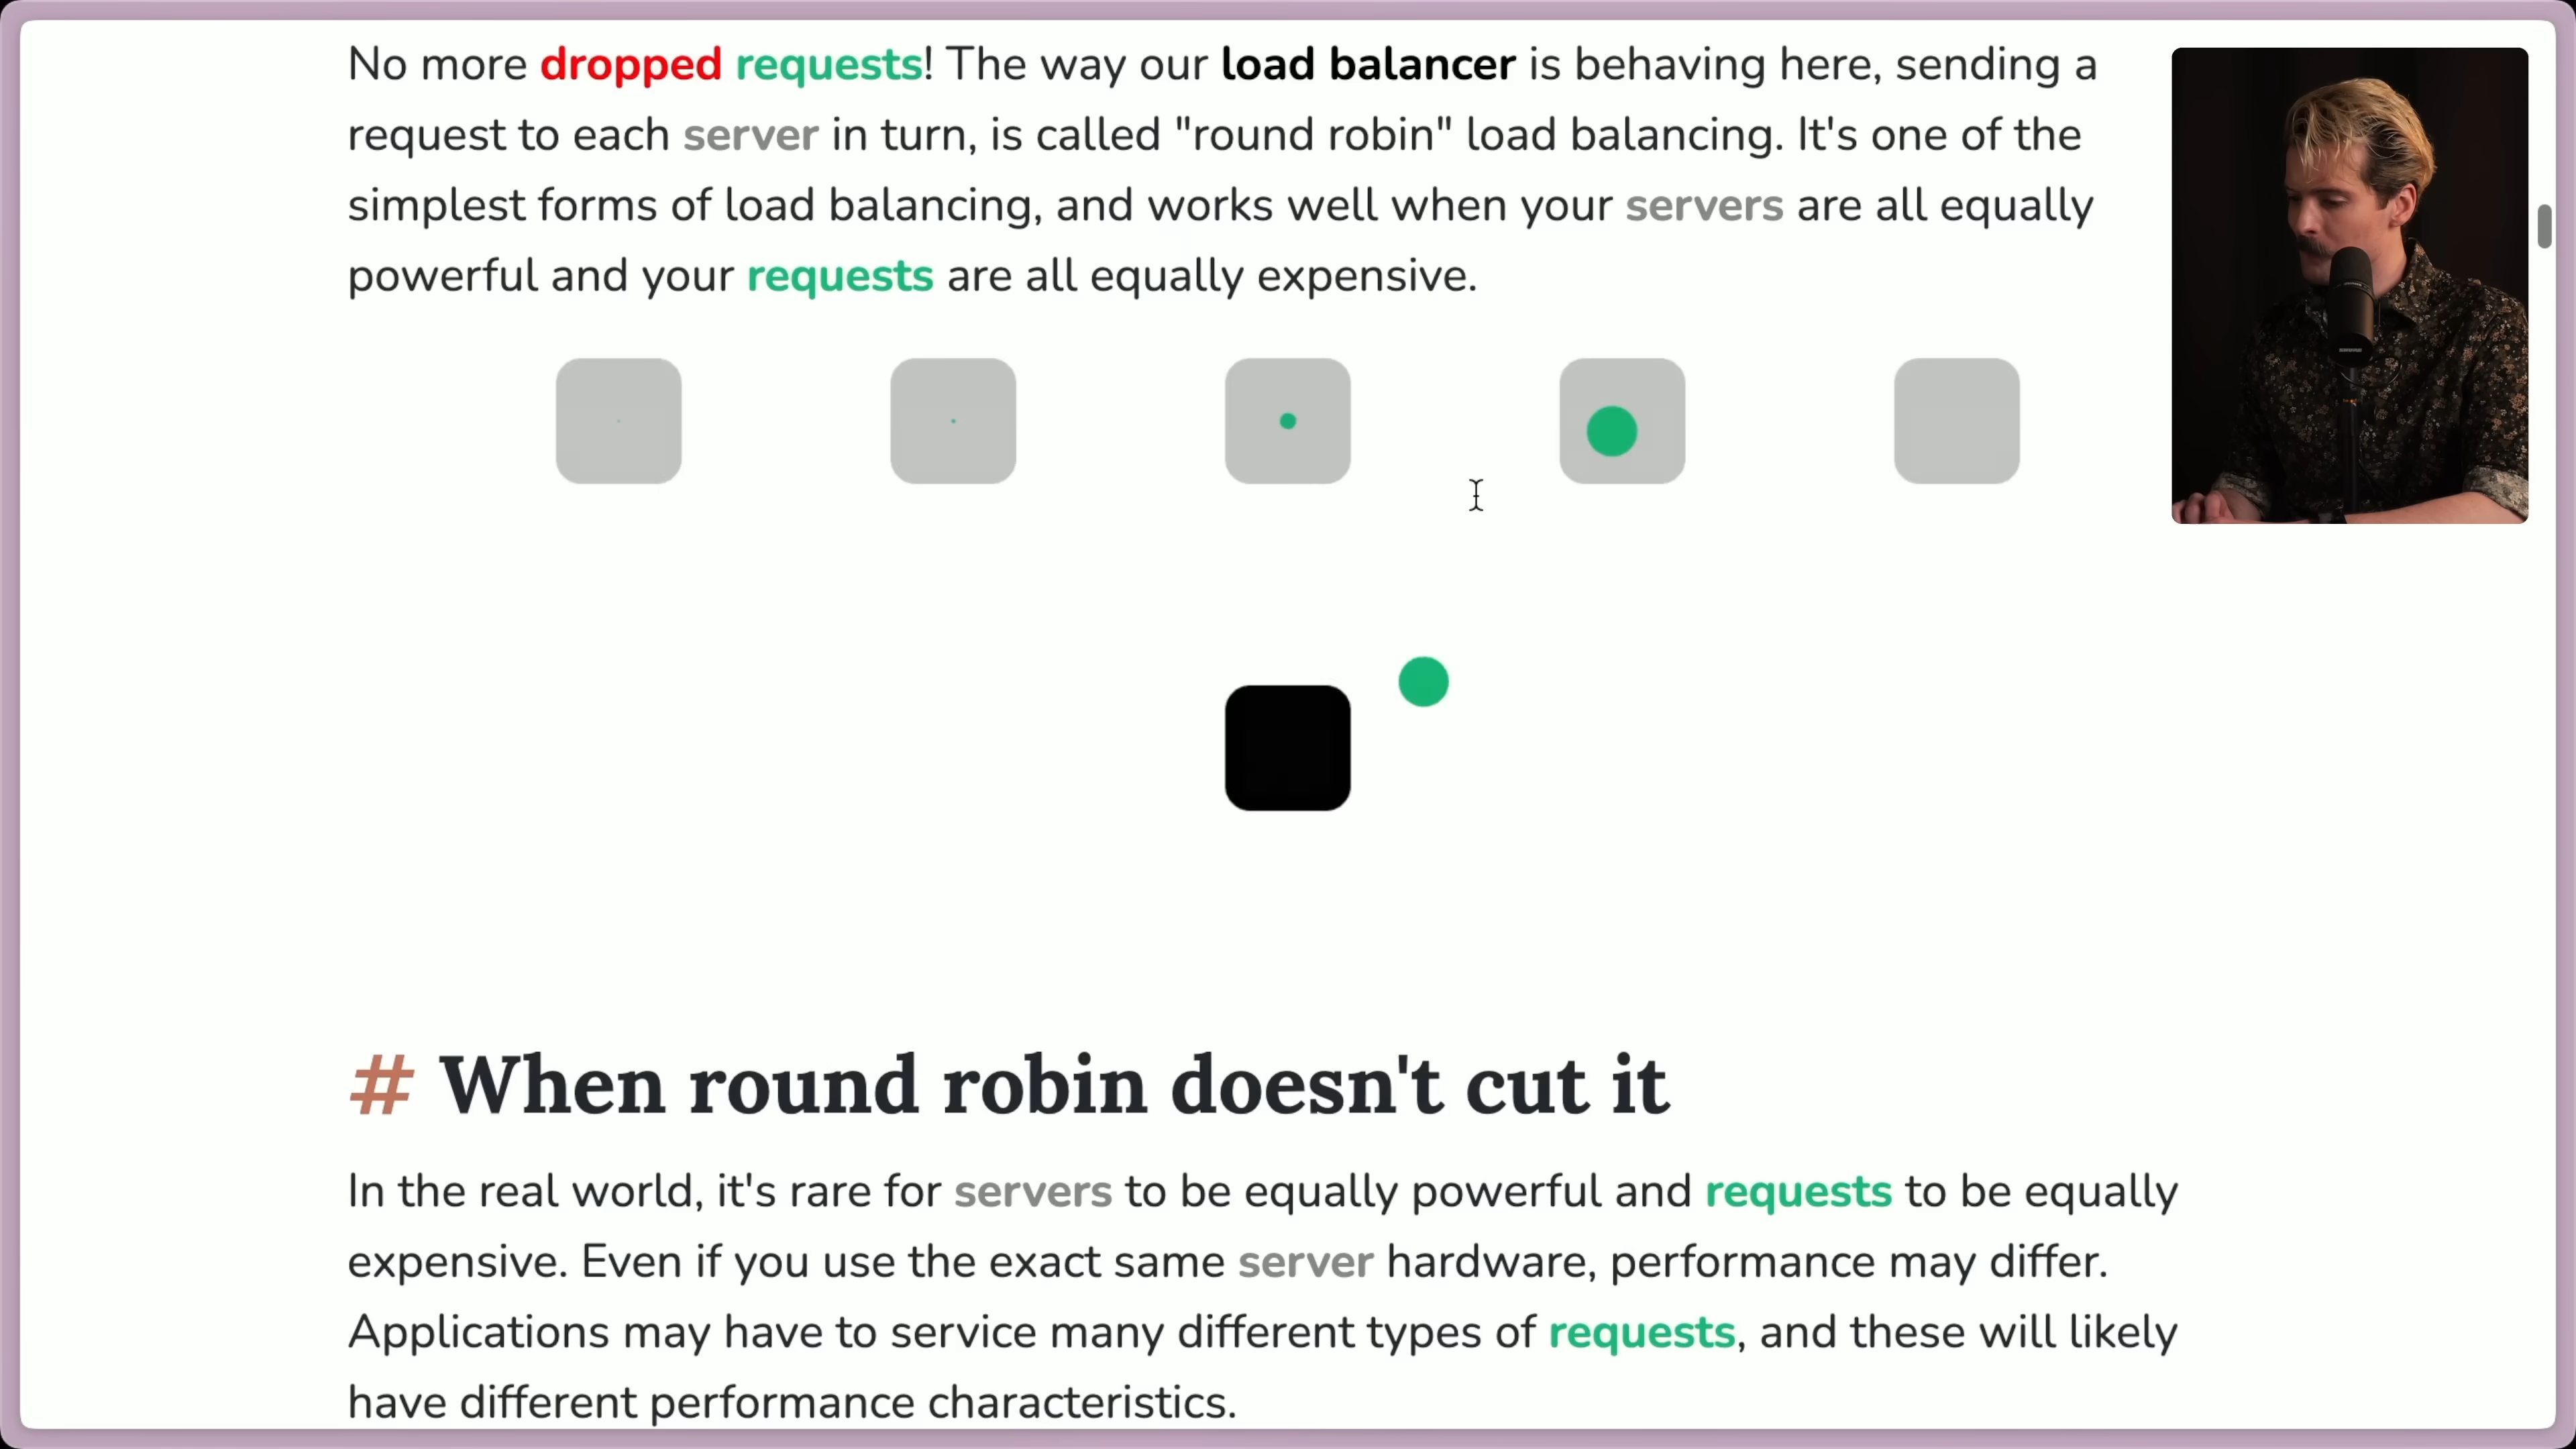 No more dropped requests! The way our load balancer is behaving here, sending a
request to each server in turn, is called "round robin" load balancing. It's one of the
simplest forms of load balancing, and works well when your servers are all equally
powerful and your requests are all equally expensive.
# When round robin doesn't cut it
In the real world, it's rare for servers to be equally powerful and requests to be equally
expensive. Even if you use the exact same server hardware, performance may differ.
Applications may have to service many different types of requests, and these will likely
have different performance characteristics.